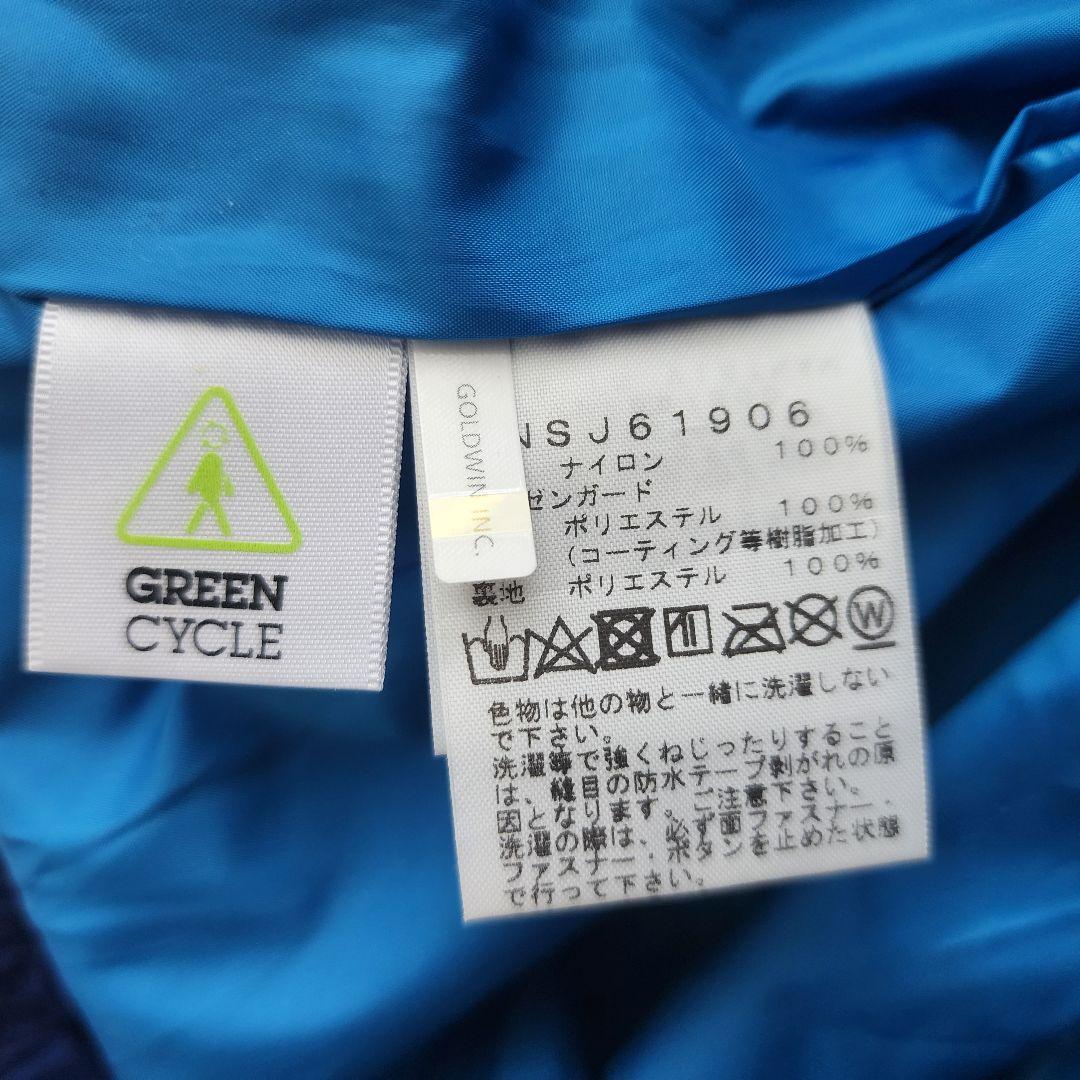 GREEN
CYCLE
GOLDWIN INC.
NSJ61906
ナイロン 100%
ゼンガード
ポリエステル 100%
(コーティング等樹脂加工)
裏地 ポリエステル 100%
W
色物は他の物と一緒に洗濯しない
で下さい。
洗濯等で強くねじったりすること
は、縫目の防水テープ剥がれの原
因となります。ご注意下さい。
洗濯の際は、必ず面ファスナー.
ファスナー.ボタンを止めた状態
で行って下さい。